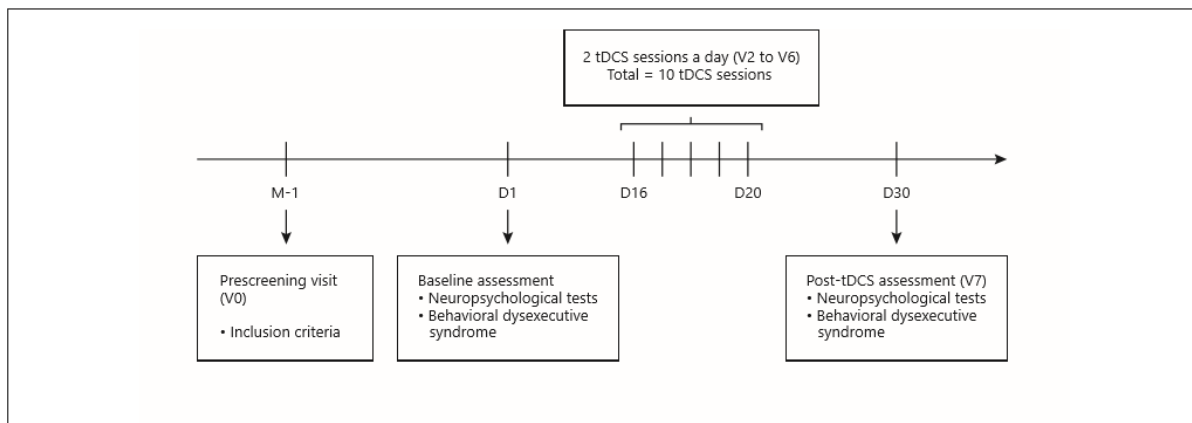 2 tDCS sessions a day (V2 to V6)
Total = 10 tDCS sessions
M-1
D1
D16
D20
D30
Prescreening visit
(V0)
• Inclusion criteria
Baseline assessment
• Neuropsychological tests
• Behavioral dysexecutive
syndrome
Post-tDCS assessment (V7)
• Neuropsychological tests
• Behavioral dysexecutive
syndrome